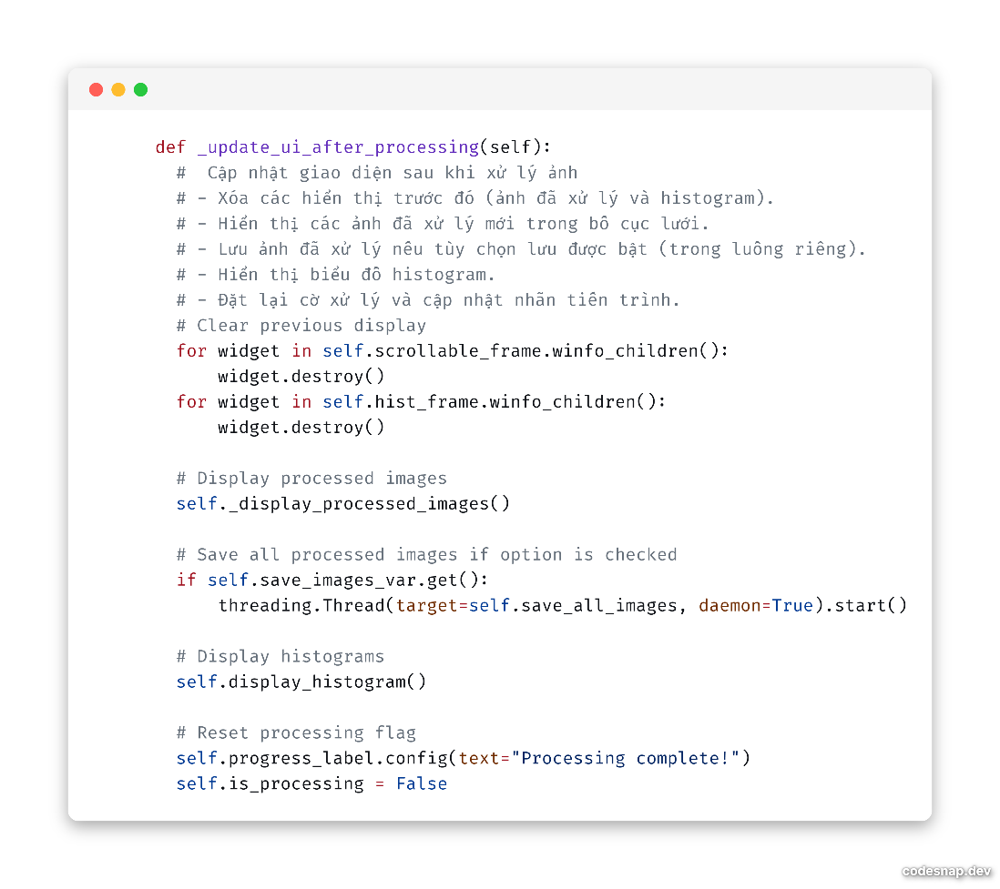 def _update_ui_after_processing(self):
  #  Cập nhật giao diện sau khi xử lý ảnh
  # - Xóa các hiển thị trước đó (ảnh đã xử lý và histogram).
  # - Hiển thị các ảnh đã xử lý mới trong bố cục lưới.
  # - Lưu ảnh đã xử lý nếu tùy chọn lưu được bật (trong luồng riêng).
  # - Hiển thị biểu đồ histogram.
  # - Đặt lại cờ xử lý và cập nhật nhãn tiến trình.
  # Clear previous display
  for widget in self.scrollable_frame.winfo_children():
      widget.destroy()
  for widget in self.hist_frame.winfo_children():
      widget.destroy()

  # Display processed images
  self._display_processed_images()

  # Save all processed images if option is checked
  if self.save_images_var.get():
      threading.Thread(target=self.save_all_images, daemon=True).start()

  # Display histograms
  self.display_histogram()

  # Reset processing flag
  self.progress_label.config(text="Processing complete!")
  self.is_processing = False
codesnap.dev